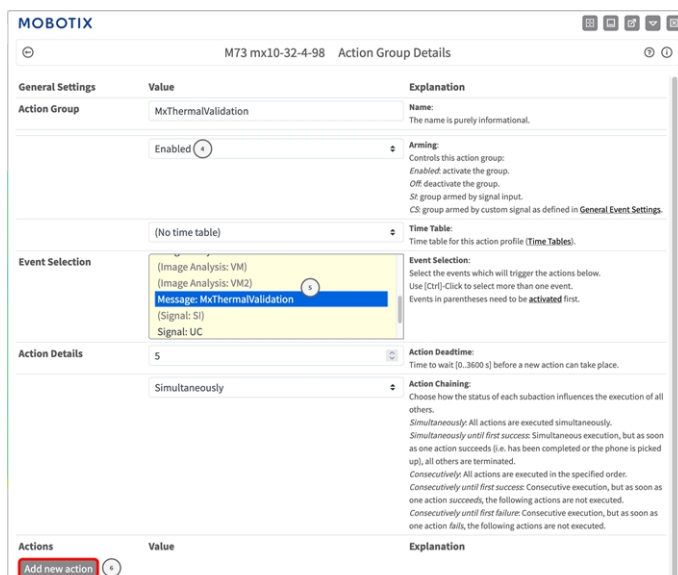 MOBOTIX
M73 mx10-32-4-98 Action Group Details
General Settings Value Explanation
Action Group MxThermalValidation Name:
The name is purely informational.
Enabled 4 Arming:
Controls this action group:
Enabled: activate the group.
Off: deactivate the group.
SI: group armed by signal input.
CS: group armed by custom signal as defined in General Event Settings.
(No time table) Time Table:
Time table for this action profile (Time Tables).
Event Selection Event Selection:
(Image Analysis: VM) Select the events which will trigger the actions below.
(Image Analysis: VM2) 5 Use [Ctrl]-Click to select more than one event.
Message: MxThermalValidation Events in parentheses need to be activated first.
(Signal: SI)
Signal: UC
Action Details 5 Action Deadtime:
Time to wait [0..3600 s] before a new action can take place.
Simultaneously Action Chaining:
Choose how the status of each subaction influences the execution of all
others.
Simultaneously: All actions are executed simultaneously.
Simultaneously until first success: Simultaneous execution, but as soon
as one action succeeds (i.e. has been completed or the phone is picked
up), all others are terminated.
Consecutively: All actions are executed in the specified order.
Consecutively until first success: Consecutive execution, but as soon as
one action succeeds, the following actions are not executed.
Consecutively until first failure: Consecutive execution, but as soon as
one action fails, the following actions are not executed.
Actions Value Explanation
Add new action 6